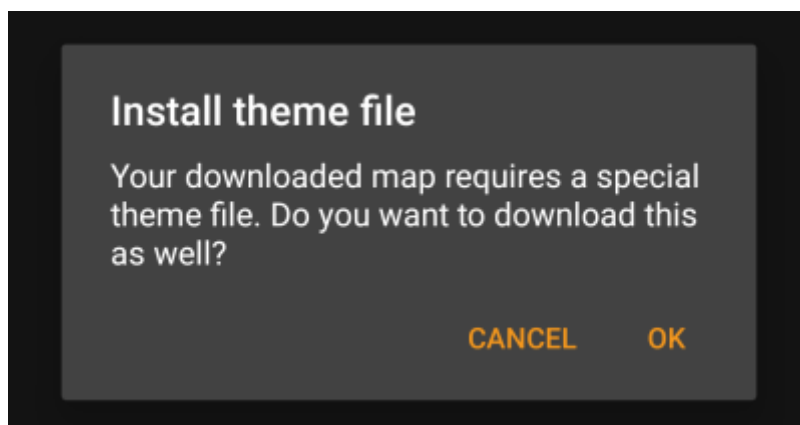 Install theme file
Your downloaded map requires a special
theme file. Do you want to download this
as well?
CANCEL OK